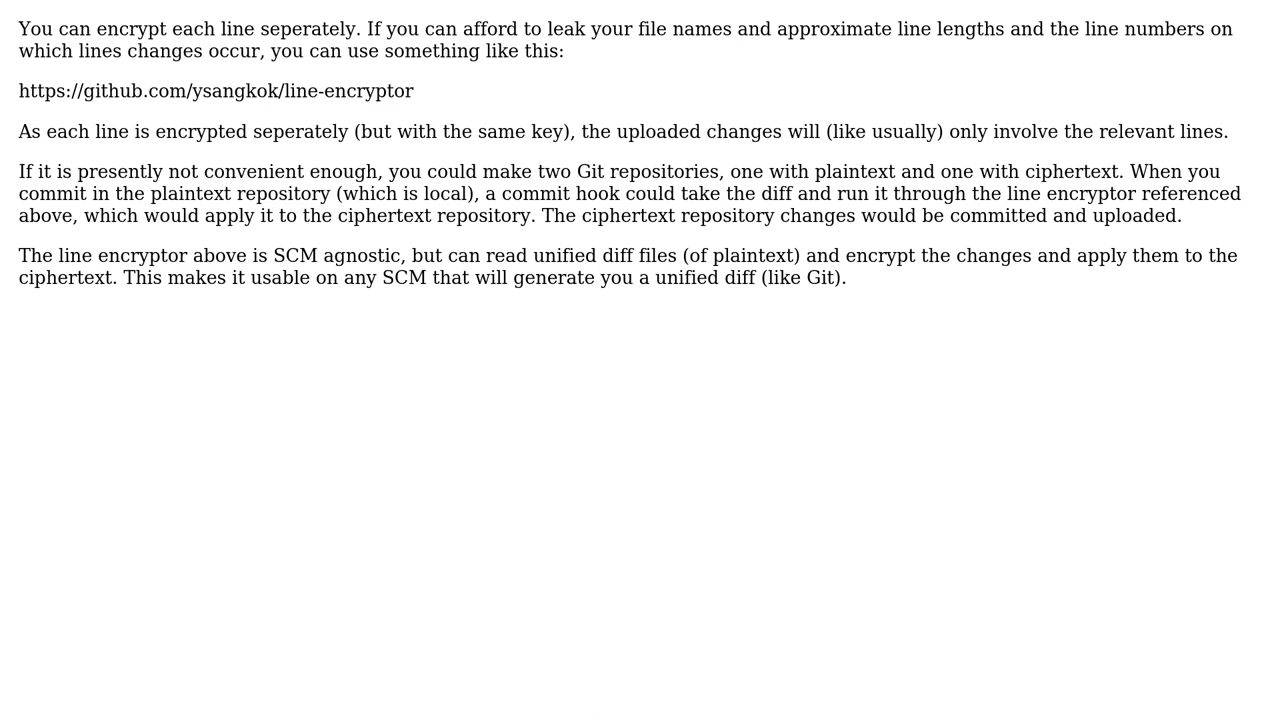 You can encrypt each line seperately. If you can afford to leak your file names and approximate line lengths and the line numbers on
which lines changes occur, you can use something like this:
https://github.com/ysangkok/line-encryptor
As each line is encrypted seperately (but with the same key), the uploaded changes will (like usually) only involve the relevant lines.
If it is presently not convenient enough, you could make two Git repositories, one with plaintext and one with ciphertext. When you
commit in the plaintext repository (which is local), a commit hook could take the diff and run it through the line encryptor referenced
above, which would apply it to the ciphertext repository. The ciphertext repository changes would be committed and uploaded.
The line encryptor above is SCM agnostic, but can read unified diff files (of plaintext) and encrypt the changes and apply them to the
ciphertext. This makes it usable on any SCM that will generate you a unified diff (like Git).